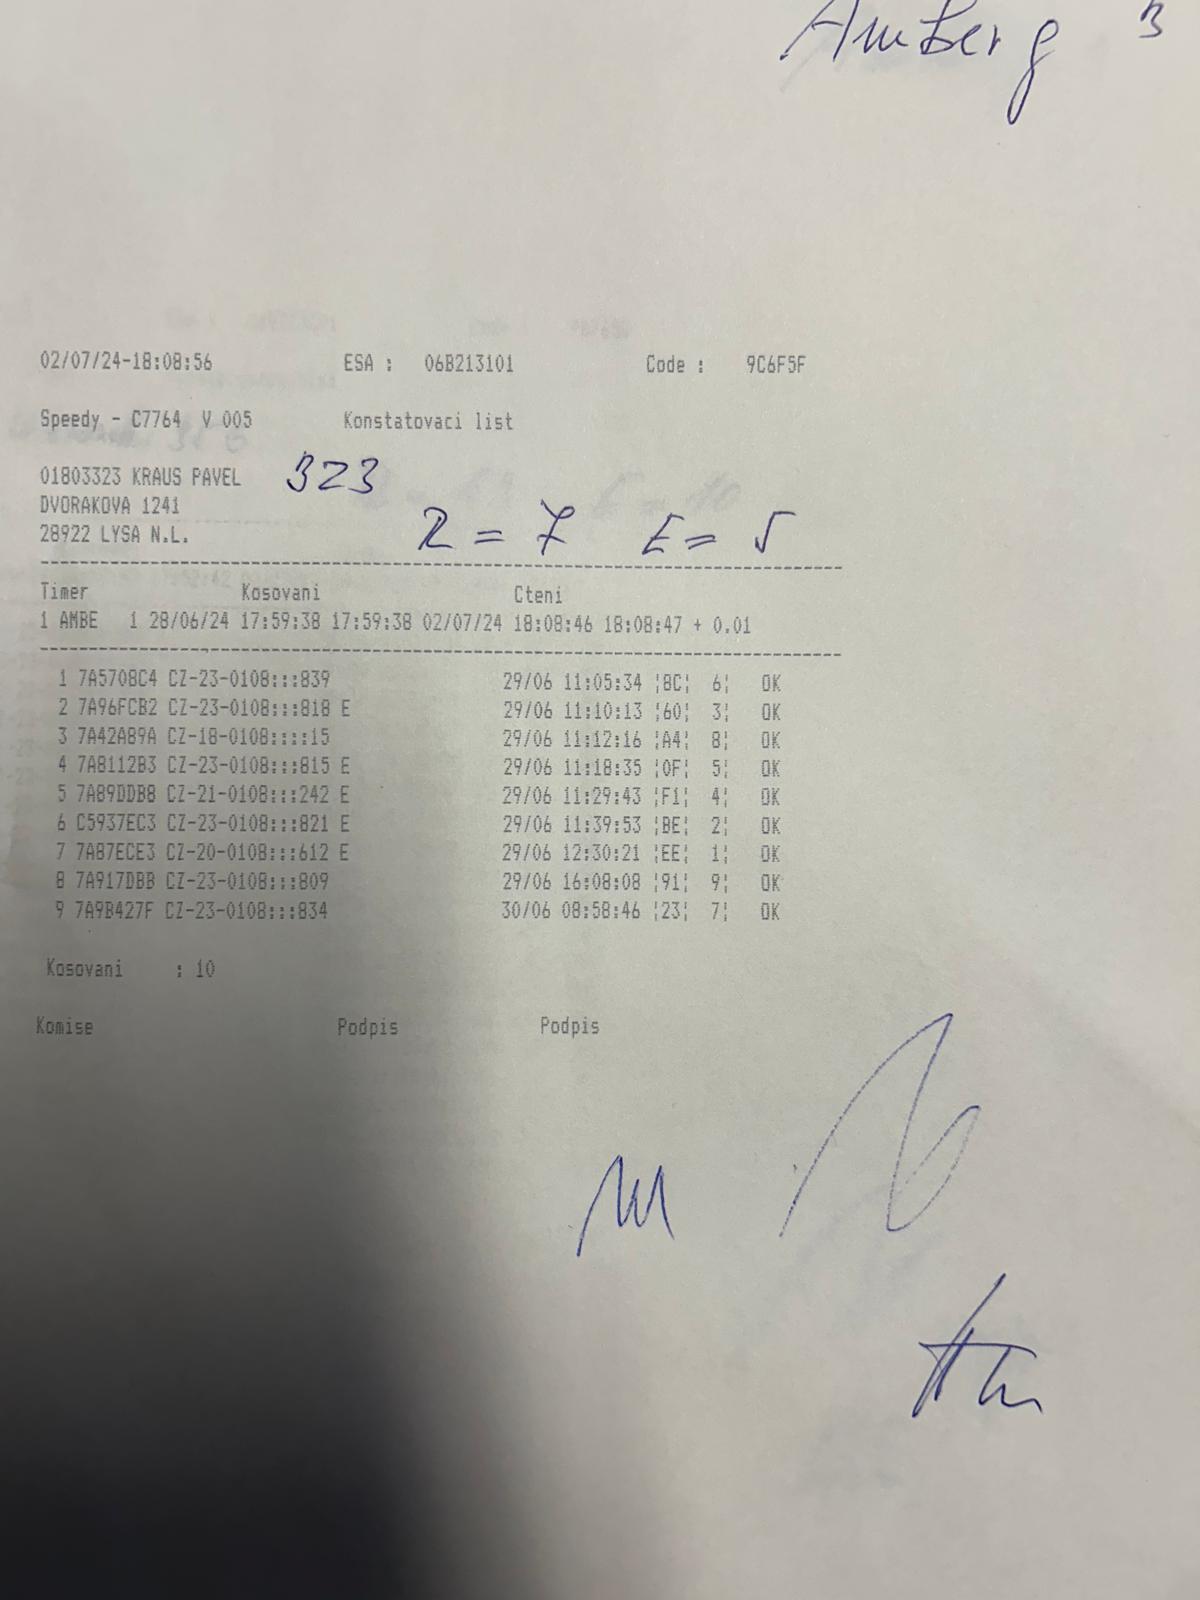 Amberg 3
02/07/24-18:08:56 ESA : 06B213101 Code : 9C6F5F
Speedy - C7764 V 005 Konstatovaci list
01803323 KRAUS PAVEL 323
DVORAKOVA 1241
28922 LYSA N.L. R = 7 E = 5
Timer Kosovani Cteni
1 AMBE 1 28/06/24 17:59:38 17:59:38 02/07/24 18:08:46 18:08:47 + 0.01
1 7A5708C4 CZ-23-0108:::839 29/06 11:05:34 ¦8C¦ 6¦ OK
2 7A96FCB2 CZ-23-0108:::818 E 29/06 11:10:13 ¦60¦ 3¦ OK
3 7A42A89A CZ-18-0108::::15 29/06 11:12:16 ¦A4¦ 8¦ OK
4 7A8112B3 CZ-23-0108:::815 E 29/06 11:18:35 ¦0F¦ 5¦ OK
5 7A89DDB8 CZ-21-0108:::242 E 29/06 11:29:43 ¦F1¦ 4¦ OK
6 C5937EC3 CZ-23-0108:::821 E 29/06 11:39:53 ¦BE¦ 2¦ OK
7 7A87ECE3 CZ-20-0108:::612 E 29/06 12:30:21 ¦EE¦ 1¦ OK
8 7A917DBB CZ-23-0108:::809 29/06 16:08:08 ¦91¦ 9¦ OK
9 7A9B427F CZ-23-0108:::834 30/06 08:58:46 ¦23¦ 7¦ OK
Kosovani : 10
Komise Podpis Podpis